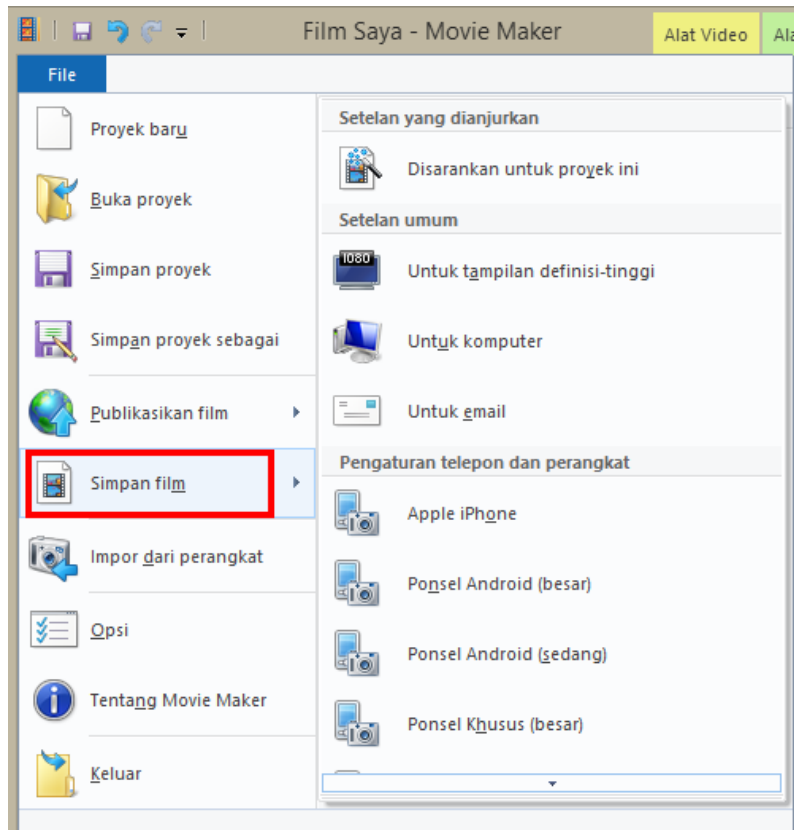 Film Saya - Movie Maker
Alat Video
File
Proyek baru
Buka proyek
Simpan proyek
Simpan proyek sebagai
Publikasikan film
Simpan film
Impor dari perangkat
Opsi
Tentang Movie Maker
Keluar
Setelan yang dianjurkan
Disarankan untuk proyek ini
Setelan umum
1080
Untuk tampilan definisi-tinggi
Untuk komputer
Untuk email
Pengaturan telepon dan perangkat
Apple iPhone
Ponsel Android (besar)
Ponsel Android (sedang)
Ponsel Khusus (besar)